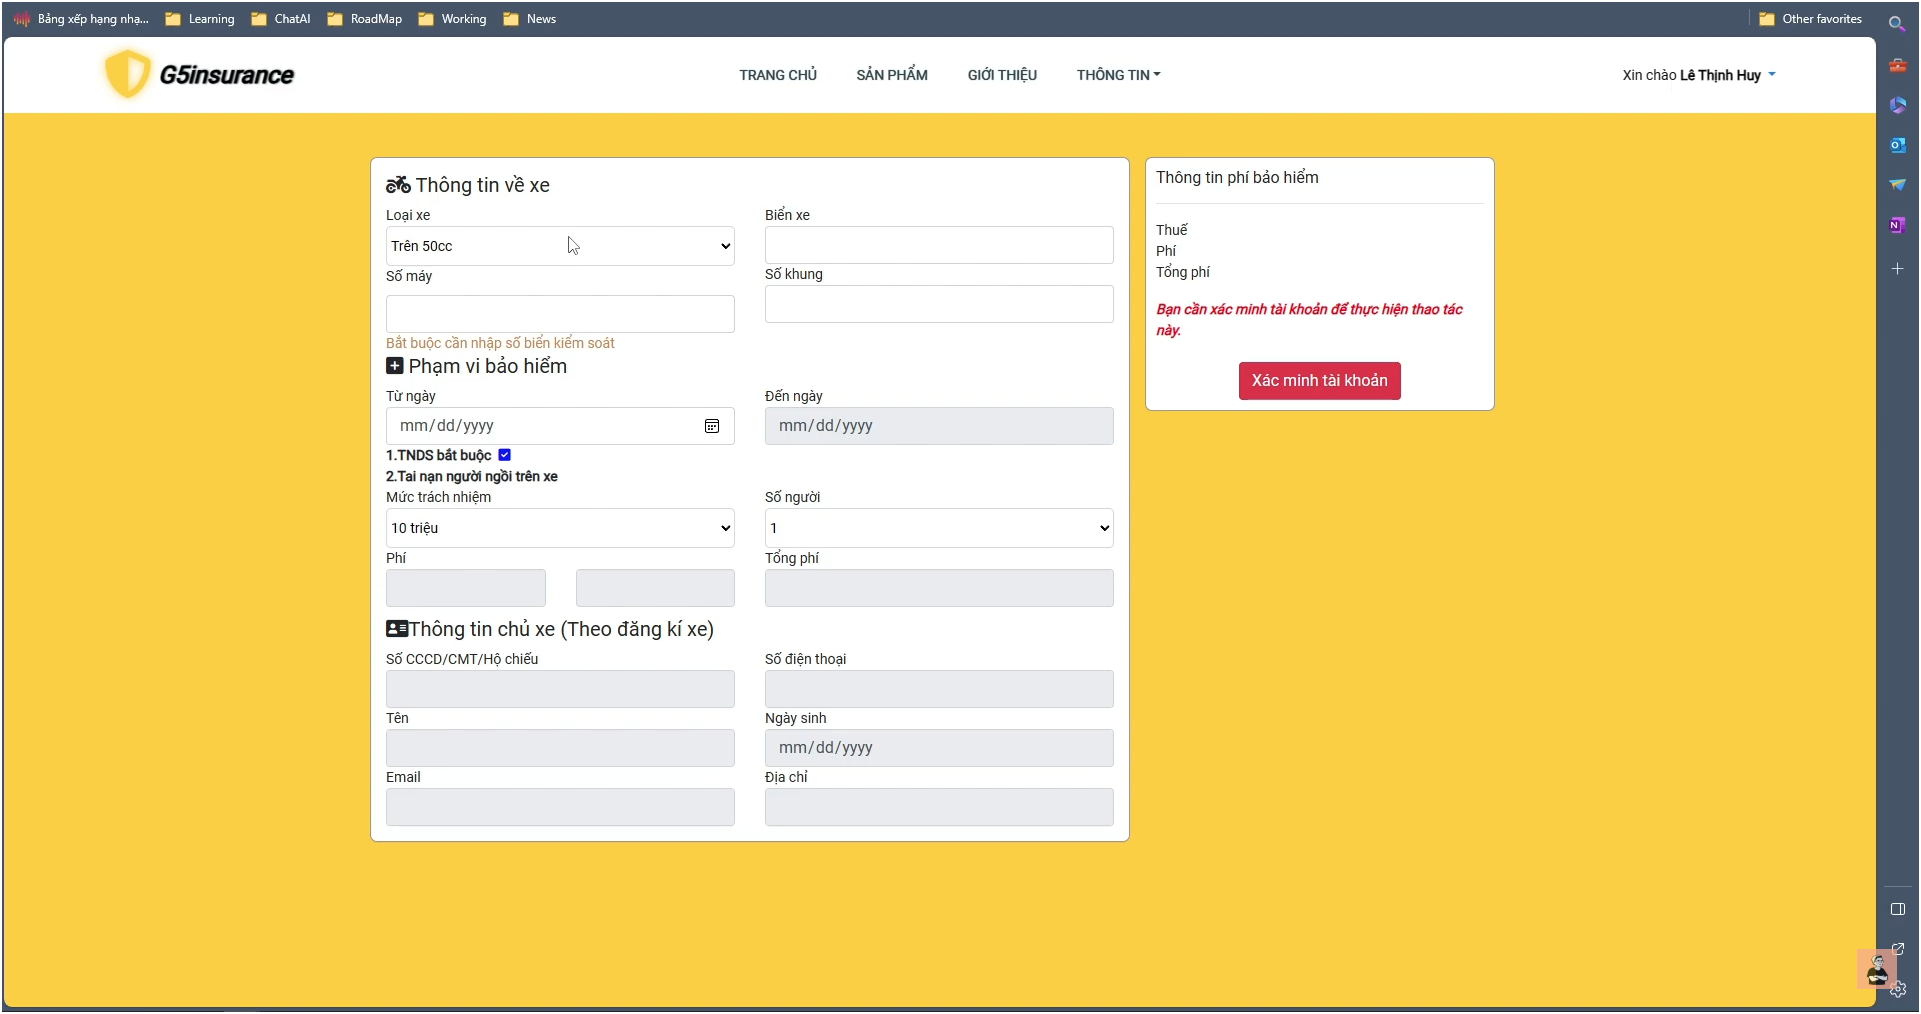 Bảng xếp hạng nhạ...
Learning
ChatAI
RoadMap
Working
News
Other favorites
G5insurance
TRANG CHỦ
SẢN PHẨM
GIỚI THIỆU
THÔNG TIN
Xin chào Lê Thịnh Huy
Thông tin về xe
Loại xe
Biển xe
Trên 50cc
Số máy
Số khung
Bắt buộc cần nhập số biển kiểm soát
Phạm vi bảo hiểm
Từ ngày
Đến ngày
mm/dd/yyyy
mm/dd/yyyy
1.TNDS bắt buộc
2.Tai nạn người ngồi trên xe
Mức trách nhiệm
Số người
10 triệu
1
Phí
Tổng phí
Thông tin chủ xe (Theo đăng kí xe)
Số CCCD/CMT/Hộ chiếu
Số điện thoại
Tên
Ngày sinh
mm/dd/yyyy
Email
Địa chỉ
Thông tin phí bảo hiểm
Thuế
Phí
Tổng phí
Bạn cần xác minh tài khoản để thực hiện thao tác
này.
Xác minh tài khoản